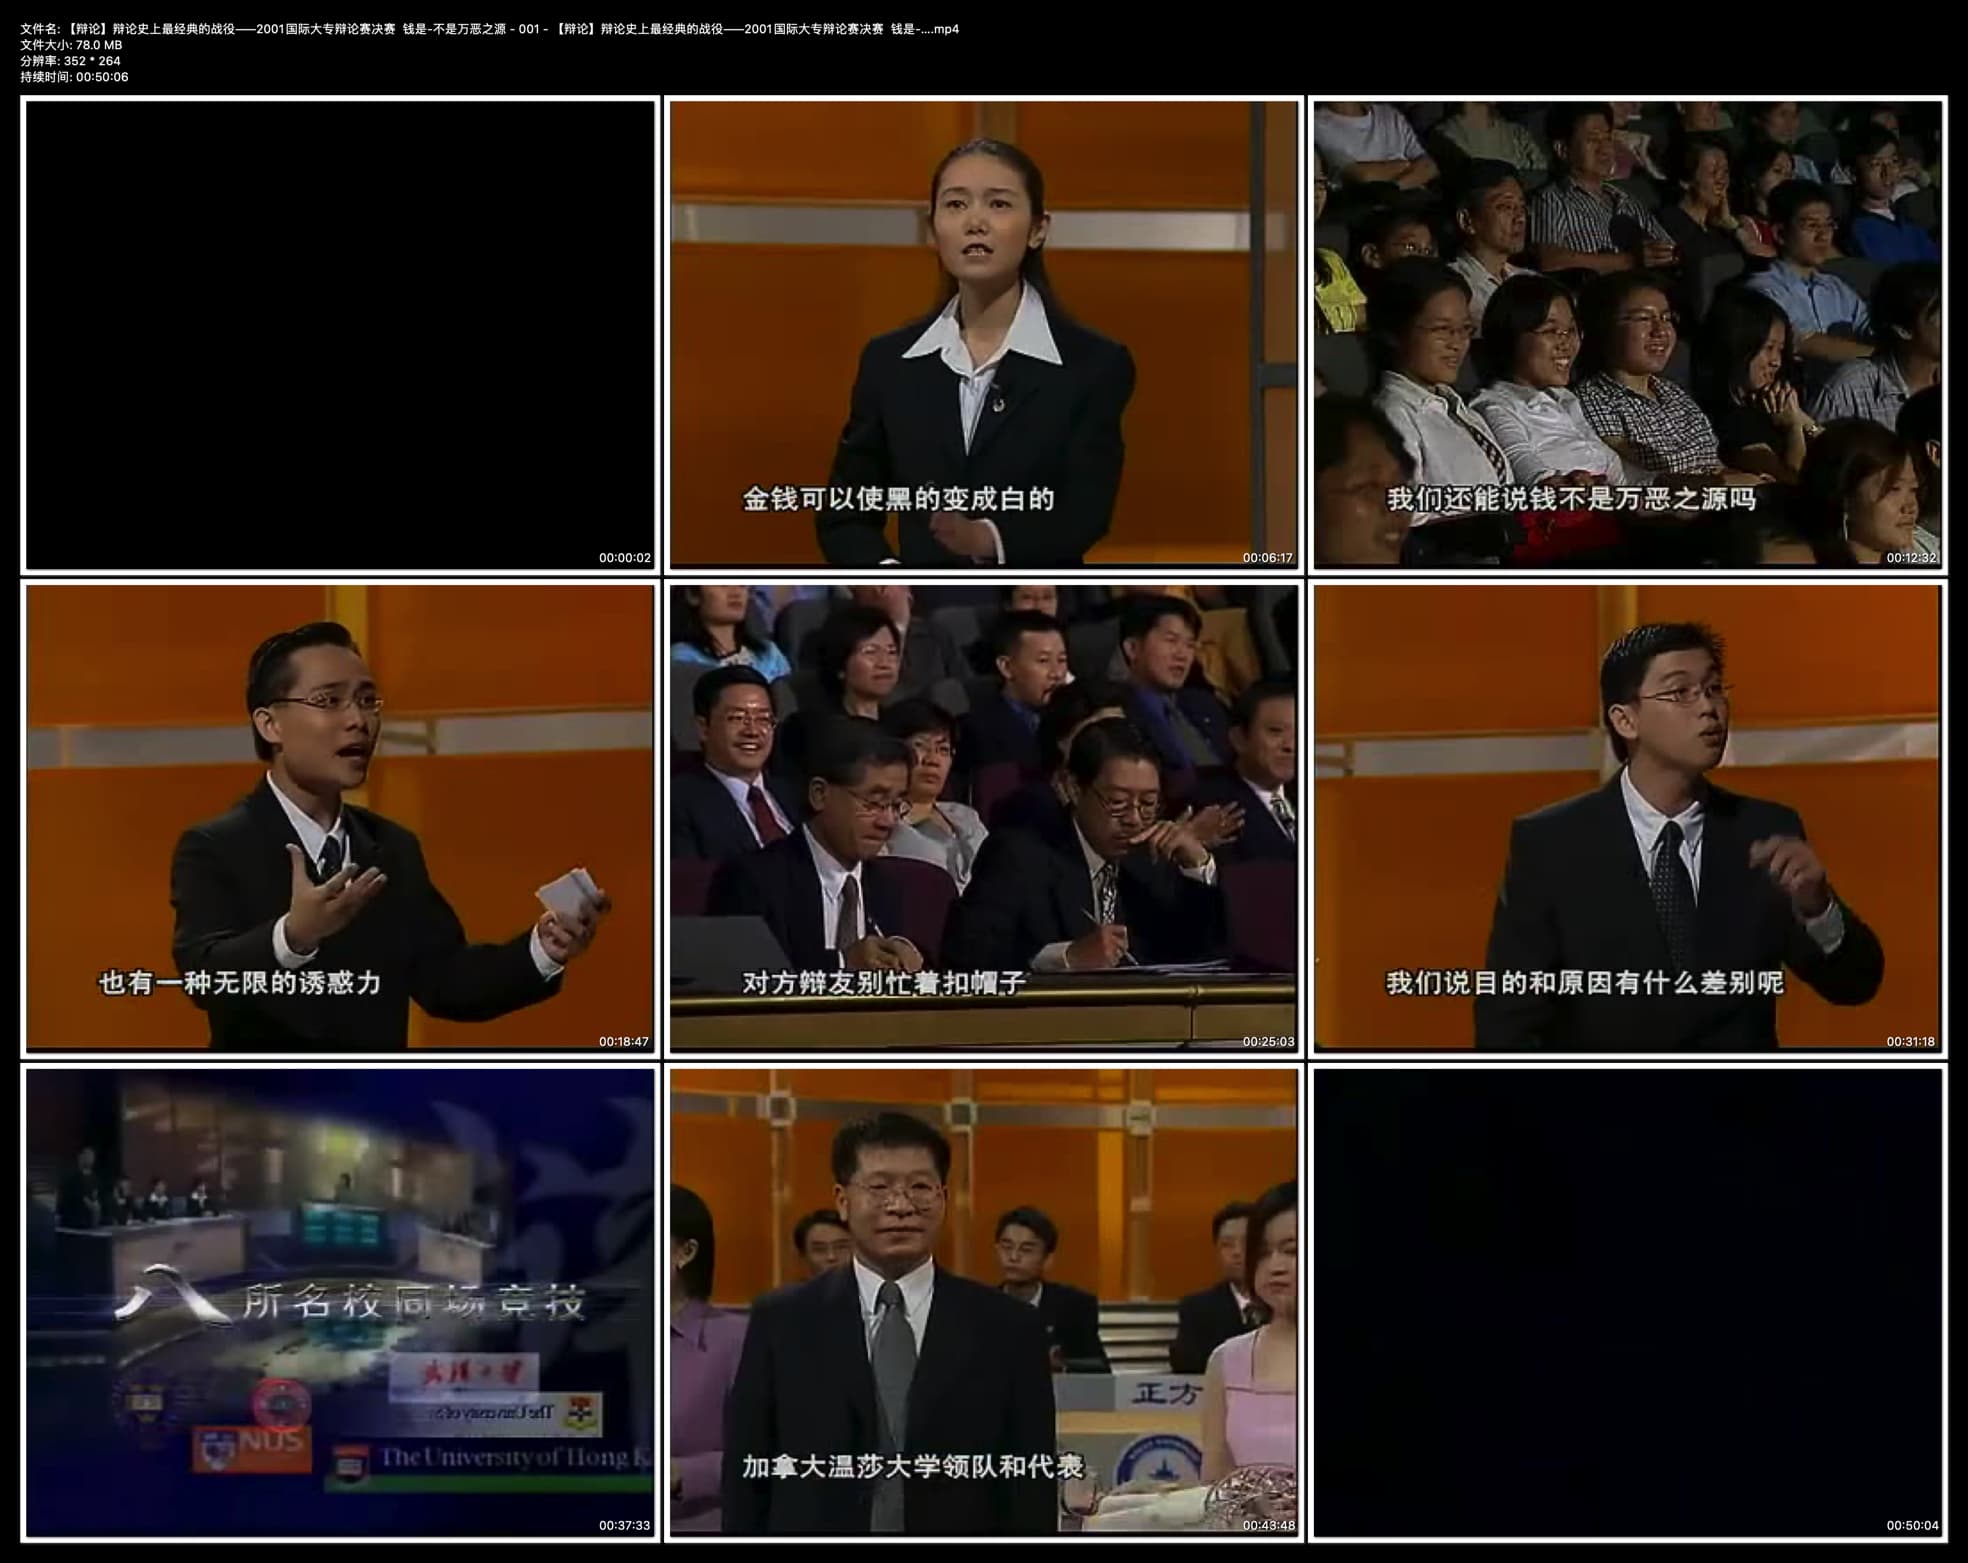 文件名: 【辩论】辩论史上最经典的战役——2001国际大专辩论赛决赛 钱是-不是万恶之源 - 001 - 【辩论】辩论史上最经典的战役——2001国际大专辩论赛决赛 钱是-....mp4
文件大小: 78.0 MB
分辨率: 352 * 264
持续时间: 00:50:06
00:00:02
金钱可以使黑的变成白的
00:06:17
我们还能说钱不是万恶之源吗
00:12:32
也有一种无限的诱惑力
00:18:47
对方辩友别忙着扣帽子
00:25:03
我们说目的和原因有什么差别呢
00:31:18
八所名校同场竞技
NUS
The University of Hong K
00:37:33
正方
加拿大温莎大学领队和代表
00:43:48
00:50:04